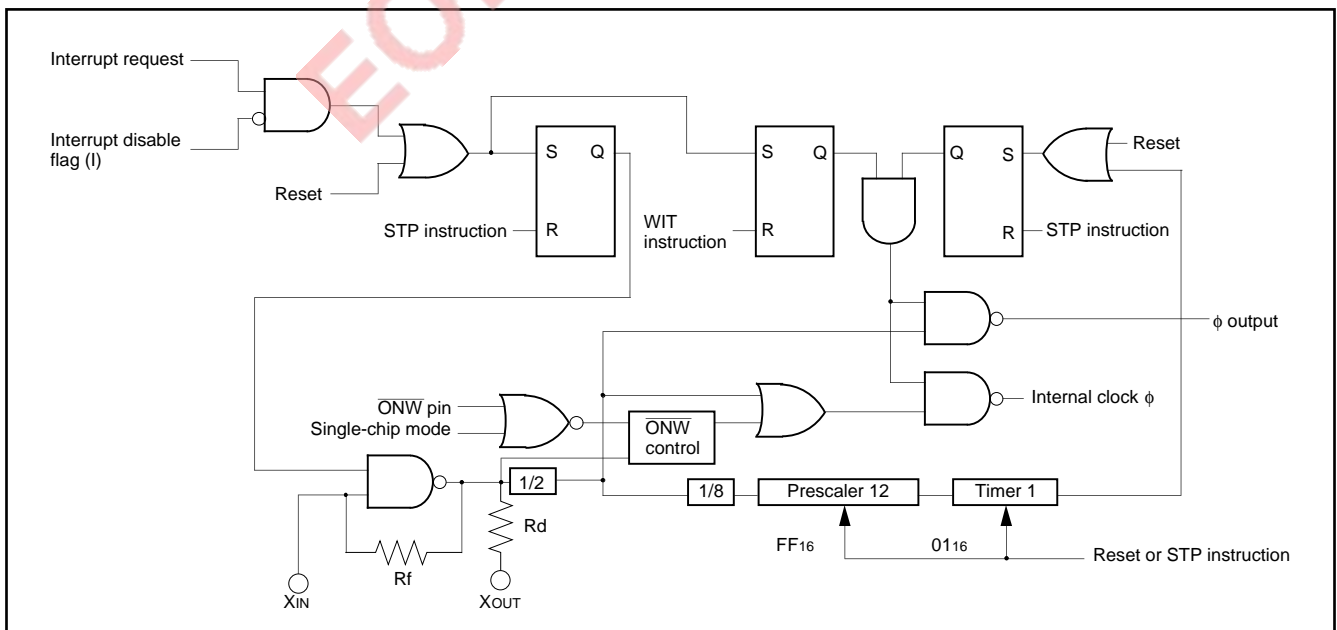 EOL
Interrupt request
Interrupt disable
flag (I)
Reset
S Q
R
STP instruction
S Q
R
WIT
instruction
Q S
R
Reset
STP instruction
ϕ output
Internal clock ϕ
ONW pin
Single-chip mode
ONW
control
1/2
1/8
Prescaler 12
Timer 1
Rd
Rf
XIN
XOUT
FF16
0116
Reset or STP instruction